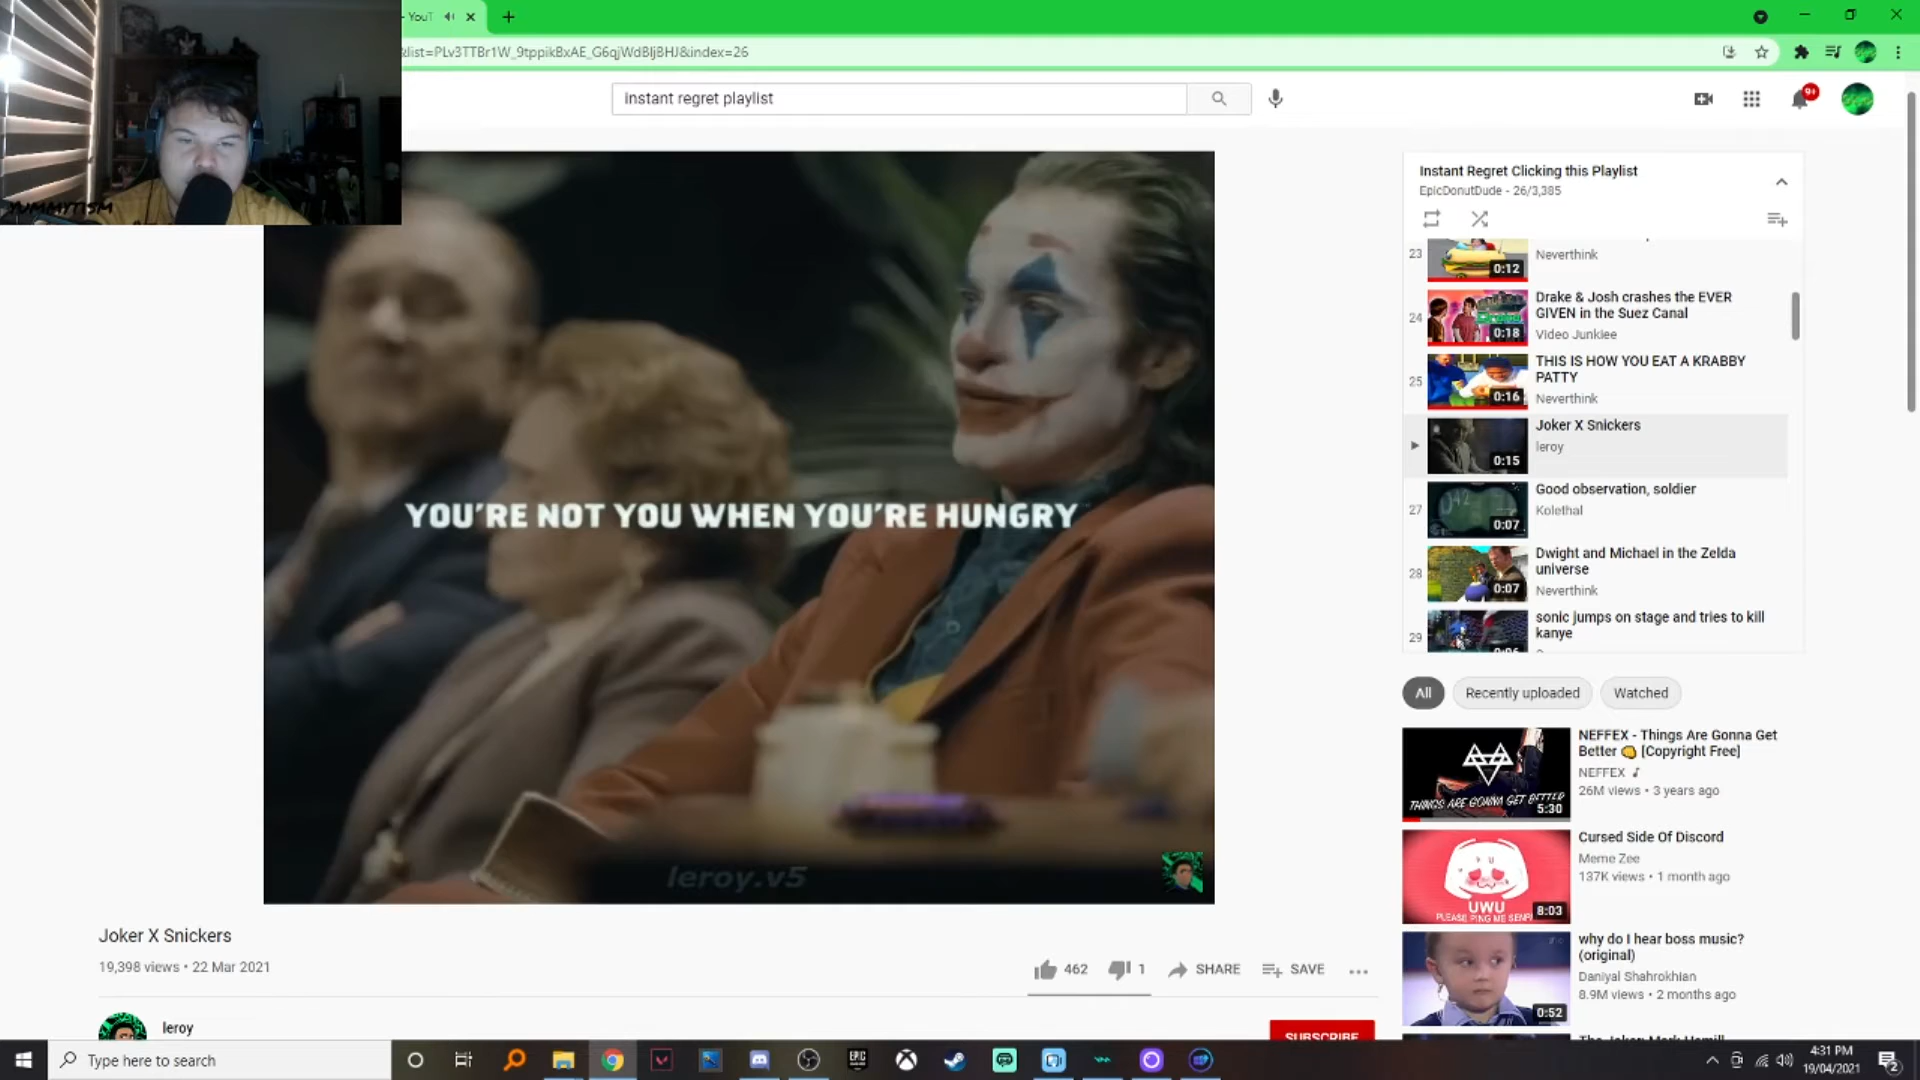 - YouT
&list=PLv3TTBr1W_9tppikBxAE_G6qjWdBljBHJ&index=26
instant regret playlist
9+
YUMMYTISM
YOU'RE NOT YOU WHEN YOU'RE HUNGRY
leroy.v5
Instant Regret Clicking this Playlist
EpicDonutDude - 26/3,385
23
0:12
Neverthink
24
0:18
Drake & Josh crashes the EVER
GIVEN in the Suez Canal
Video Junkiee
25
0:16
THIS IS HOW YOU EAT A KRABBY
PATTY
Neverthink
0:15
Joker X Snickers
leroy
27
0:07
Good observation, soldier
Kolethal
28
0:07
Dwight and Michael in the Zelda
universe
Neverthink
29
sonic jumps on stage and tries to kill
kanye
All
Recently uploaded
Watched
THINGS ARE GONNA GET BETTER
5:30
NEFFEX - Things Are Gonna Get
Better 👊 [Copyright Free]
NEFFEX ♪
26M views • 3 years ago
UWU
8:03
Cursed Side Of Discord
Meme Zee
137K views • 1 month ago
0:52
why do I hear boss music?
(original)
Daniyal Shahrokhian
8.9M views • 2 months ago
Joker X Snickers
19,398 views • 22 Mar 2021
462
1
SHARE
SAVE
leroy
SUBSCRIBE
Type here to search
EPIC
4:31 PM
19/04/2021
2